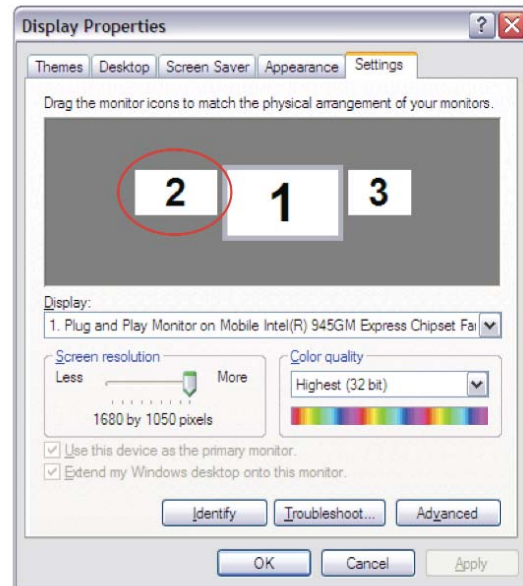 Display Properties
?
X
Themes Desktop Screen Saver Appearance Settings
Drag the monitor icons to match the physical arrangement of your monitors.
2 1 3
Display:
1. Plug and Play Monitor on Mobile Intel(R) 945GM Express Chipset Fa
Screen resolution
Less More
1680 by 1050 pixels
Color quality
Highest (32 bit)
Use this device as the primary monitor.
Extend my Windows desktop onto this monitor.
Identify Troubleshoot... Advanced
OK Cancel Apply